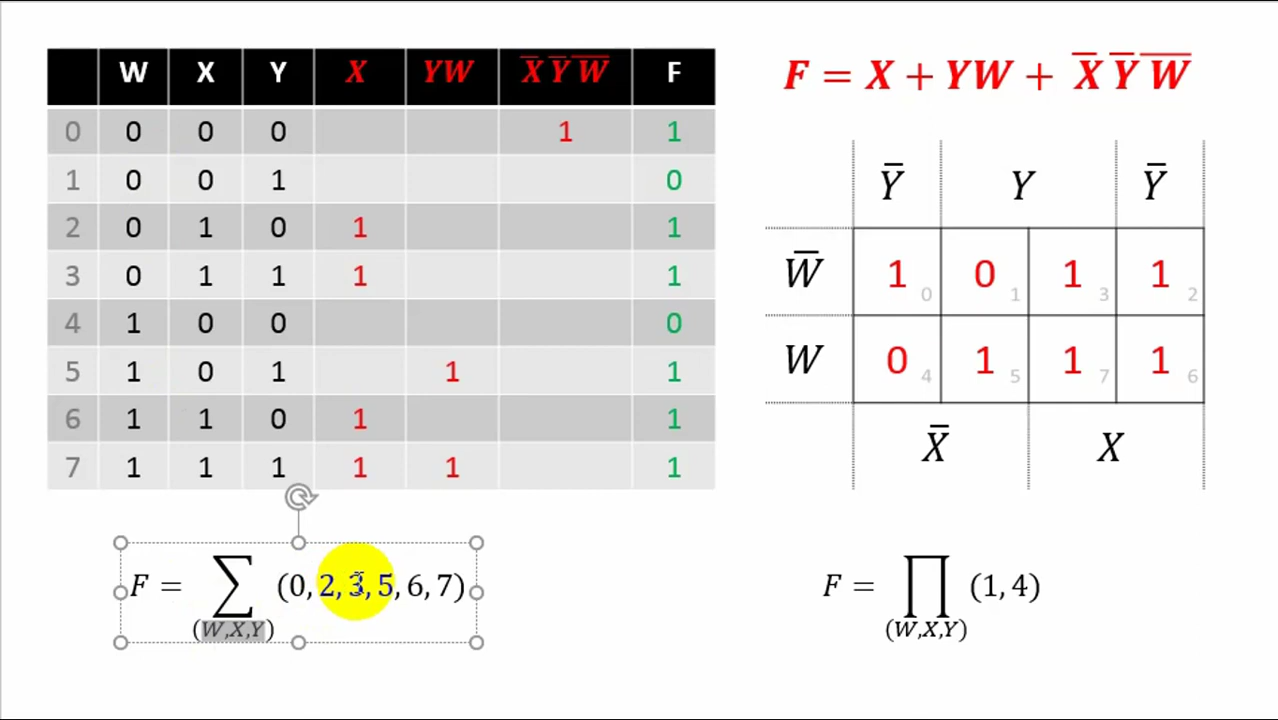 W X Y X YW X̅ Y̅ W̅ F
0 0 0 0 1 1
1 0 0 1 0
2 0 1 0 1 1
3 0 1 1 1 1
4 1 0 0 0
5 1 0 1 1 1
6 1 1 0 1 1
7 1 1 1 1 1 1
F = ∑ (0, 2, 3, 5, 6, 7)
(W,X,Y)
F = X + YW + X̅ Y̅ W̅
Y̅ Y Y̅
W̅ 1 0 0 1 1 3 1 2
W 0 4 1 5 1 7 1 6
X̅ X
F = ∏ (1, 4)
(W,X,Y)